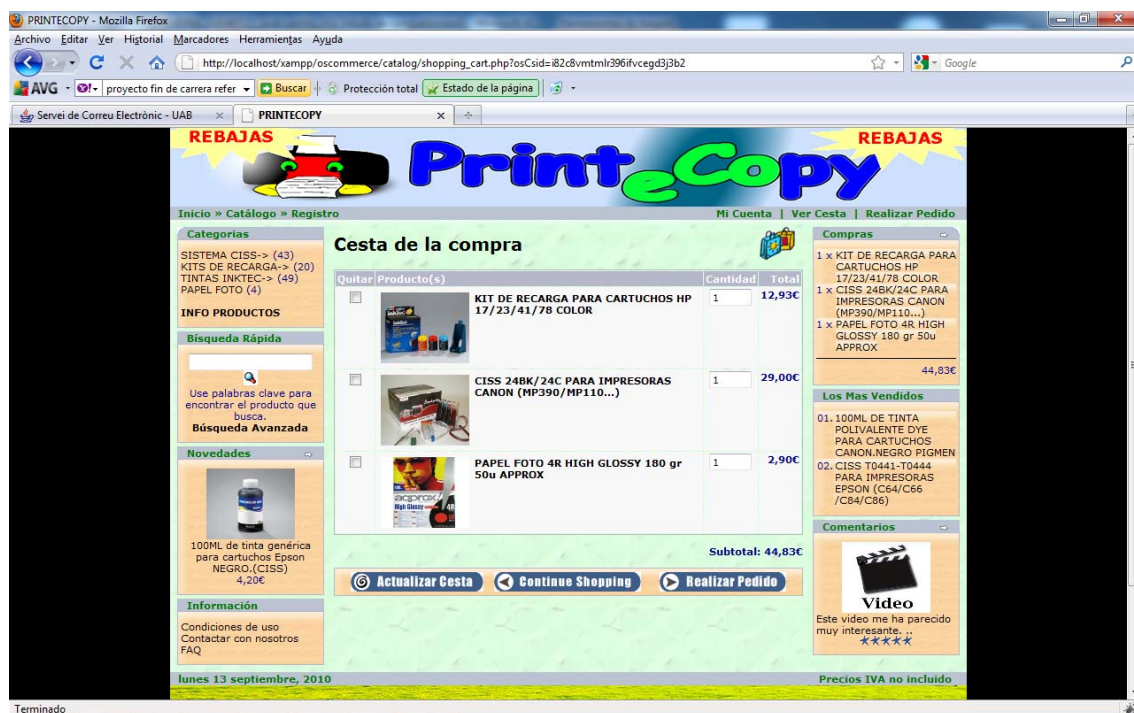 PRINTECOPY - Mozilla Firefox
Archivo Editar Ver Historial Marcadores Herramientas Ayuda
http://localhost/xampp/oscommerce/catalog/shopping_cart.php?osCsid=i82c8vmtmlr396ifvcegd3j3b2
Google
AVG proyecto fin de carrera refer Buscar Protección total Estado de la página
Servei de Correu Electrònic - UAB PRINTECOPY
REBAJAS
PrinteCopy
REBAJAS
Inicio » Catálogo » Registro Mi Cuenta | Ver Cesta | Realizar Pedido
Categorias
SISTEMA CISS-> (43)
KITS DE RECARGA-> (20)
TINTAS INKTEC-> (49)
PAPEL FOTO (4)
INFO PRODUCTOS
Bísqueda Rápida
Use palabras clave para
encontrar el producto que
busca.
Búsqueda Avanzada
Novedades
100ML de tinta genérica
para cartuchos Epson
NEGRO.(CISS)
4,20€
Información
Condiciones de uso
Contactar con nosotros
FAQ
Cesta de la compra
Quitar Producto(s) Cantidad Total
KIT DE RECARGA PARA CARTUCHOS HP 1 12,93€
17/23/41/78 COLOR
CISS 24BK/24C PARA IMPRESORAS 1 29,00€
CANON (MP390/MP110...)
PAPEL FOTO 4R HIGH GLOSSY 180 gr 1 2,90€
50u APPROX
approx
High Glossy
4R
Subtotal: 44,83€
Actualizar Cesta Continue Shopping Realizar Pedido
Compras
1 x KIT DE RECARGA PARA
CARTUCHOS HP
17/23/41/78 COLOR
1 x CISS 24BK/24C PARA
IMPRESORAS CANON
(MP390/MP110...)
1 x PAPEL FOTO 4R HIGH
GLOSSY 180 gr 50u
APPROX
44,83€
Los Mas Vendidos
01. 100ML DE TINTA
POLIVALENTE DYE
PARA CARTUCHOS
CANON.NEGRO PIGMEN
02. CISS T0441-T0444
PARA IMPRESORAS
EPSON (C64/C66
/C84/C86)
Comentarios
Video
Este video me ha parecido
muy interesante. ..
lunes 13 septiembre, 2010 Precios IVA no incluido
Terminado